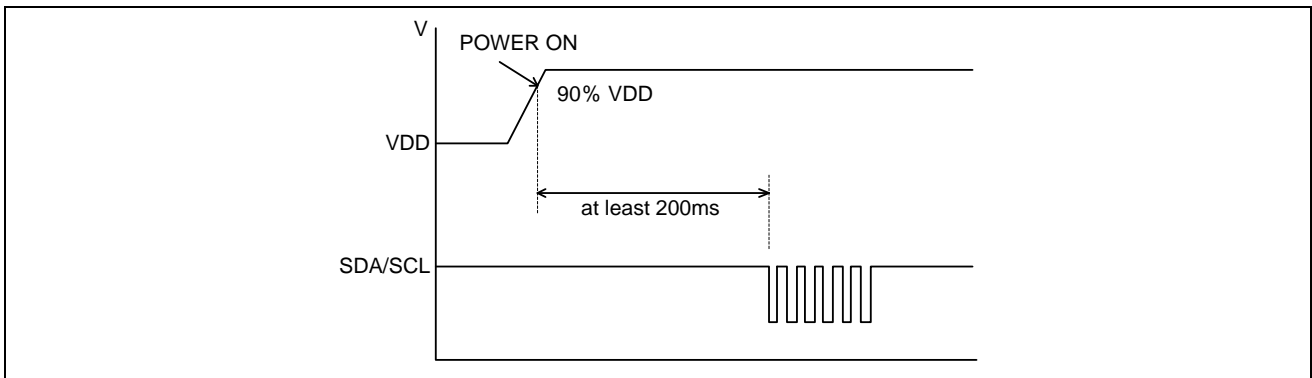 V
POWER ON
90% VDD
VDD
at least 200ms
SDA/SCL